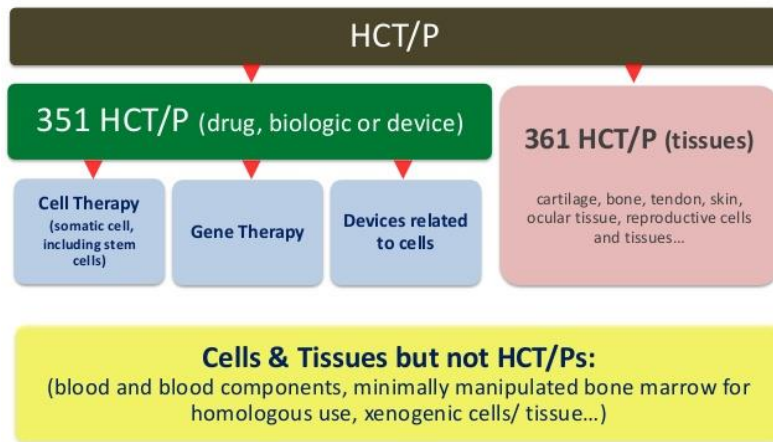 HCT/P
351 HCT/P (drug, biologic or device)
361 HCT/P (tissues)
cartilage, bone, tendon, skin,
ocular tissue, reproductive cells
and tissues...
Cell Therapy
(somatic cell,
including stem
cells)
Gene Therapy
Devices related
to cells
Cells & Tissues but not HCT/Ps:
(blood and blood components, minimally manipulated bone marrow for
homologous use, xenogenic cells/ tissue...)